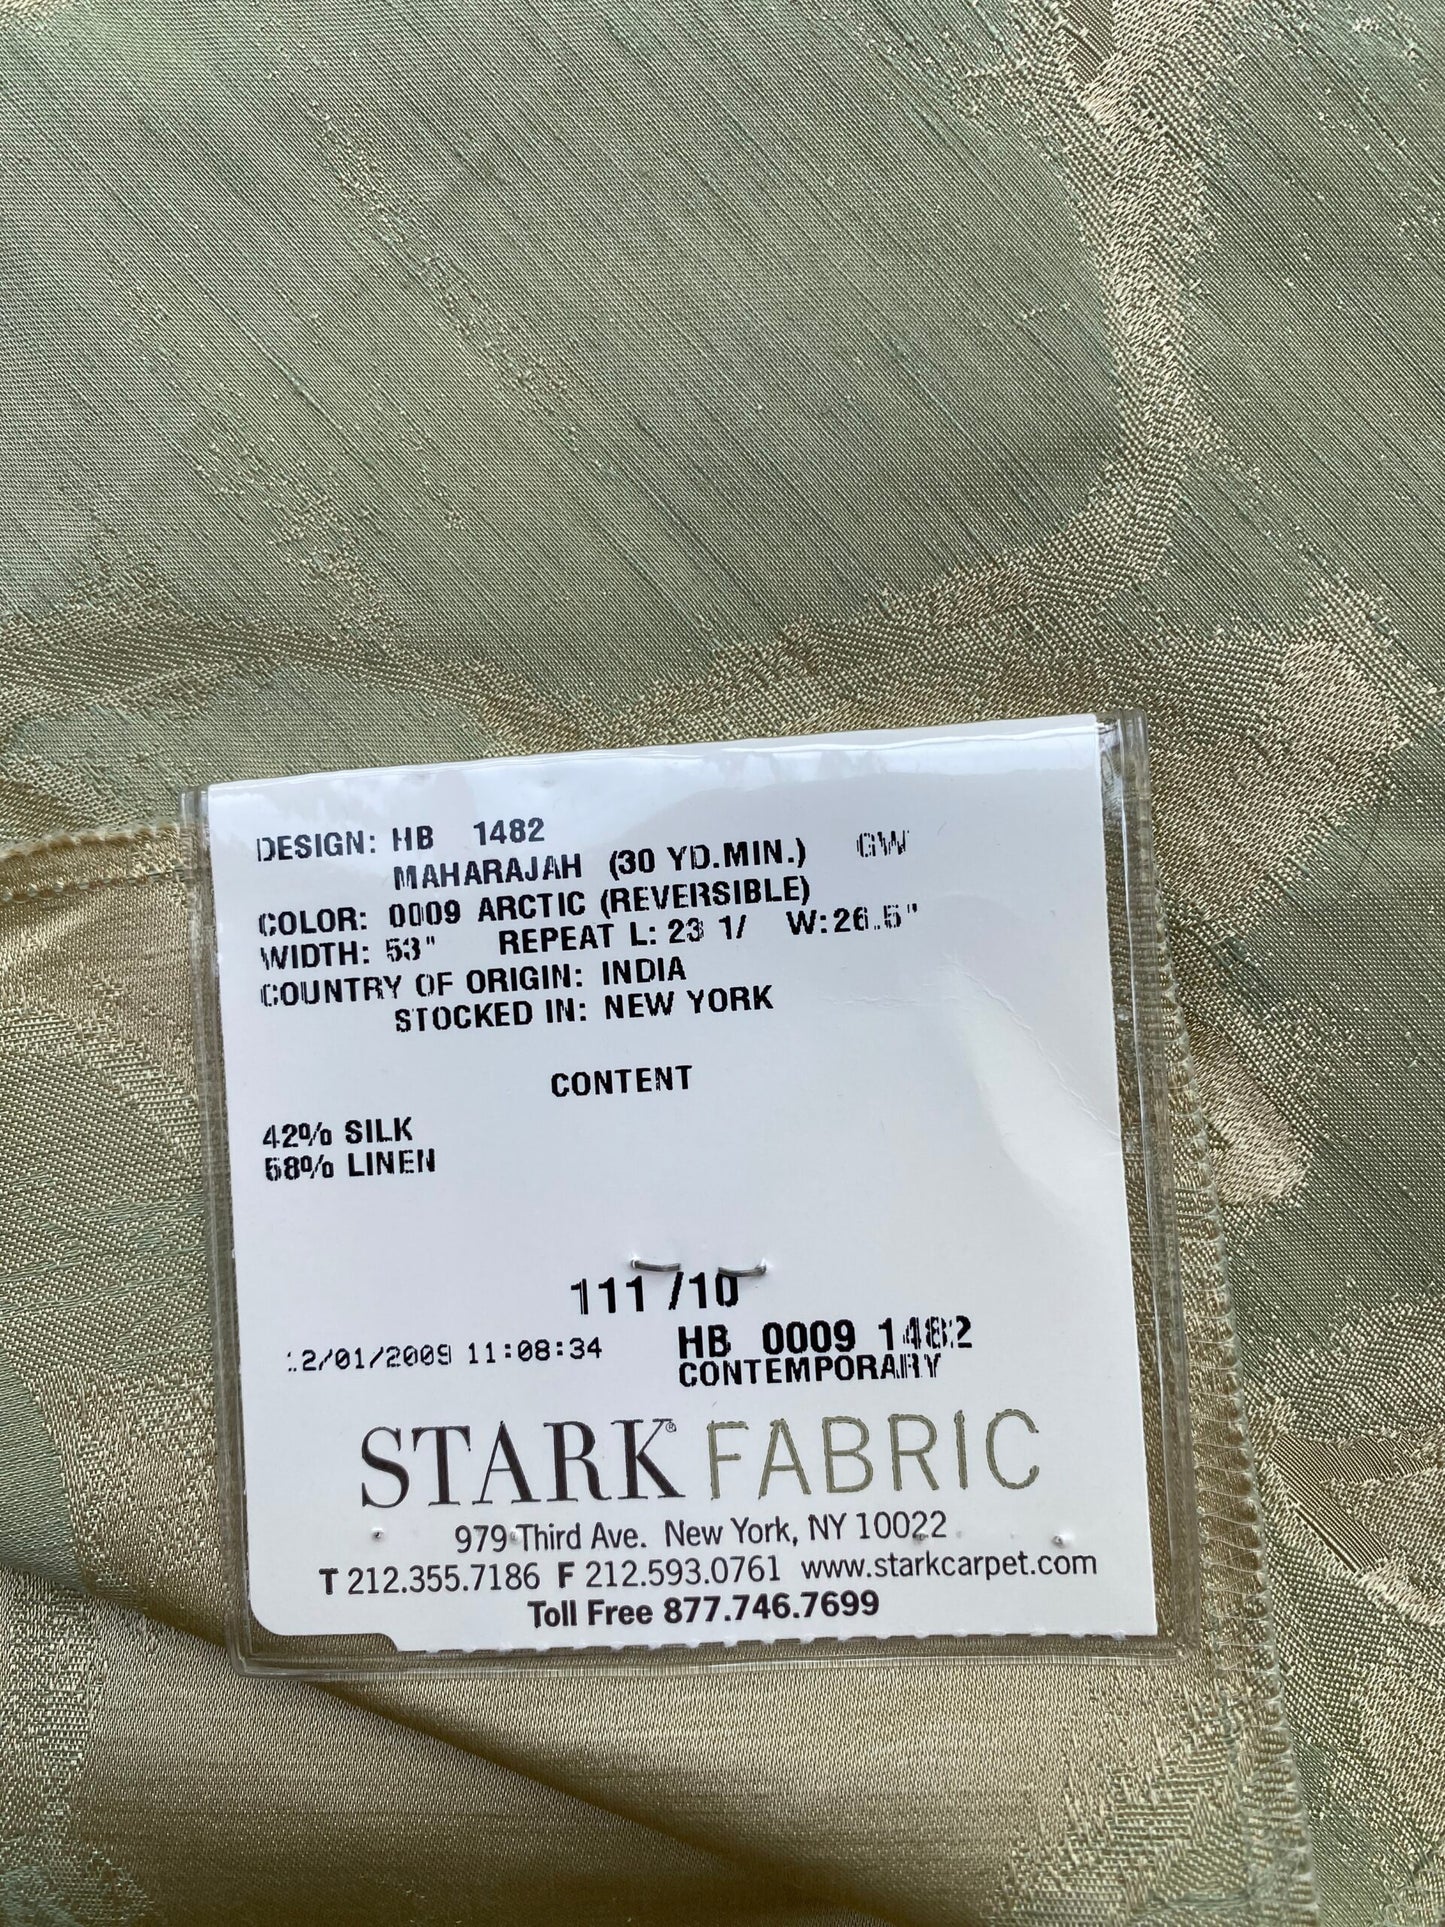 DESIGN: HB 1482
MAHARAJAH (30 YD.MIN.) GW
COLOR: 0009 ARCTIC (REVERSIBLE)
WIDTH: 53" REPEAT L: 23 1/ W:26.5"
COUNTRY OF ORIGIN: INDIA
STOCKED IN: NEW YORK
CONTENT
42% SILK
58% LINEN
111 /10
12/01/2009 11:08:34 HB 0009 1482
CONTEMPORARY
STARK® FABRIC
979 Third Ave. New York, NY 10022
T 212.355.7186 F 212.593.0761 www.starkcarpet.com
Toll Free 877.746.7699